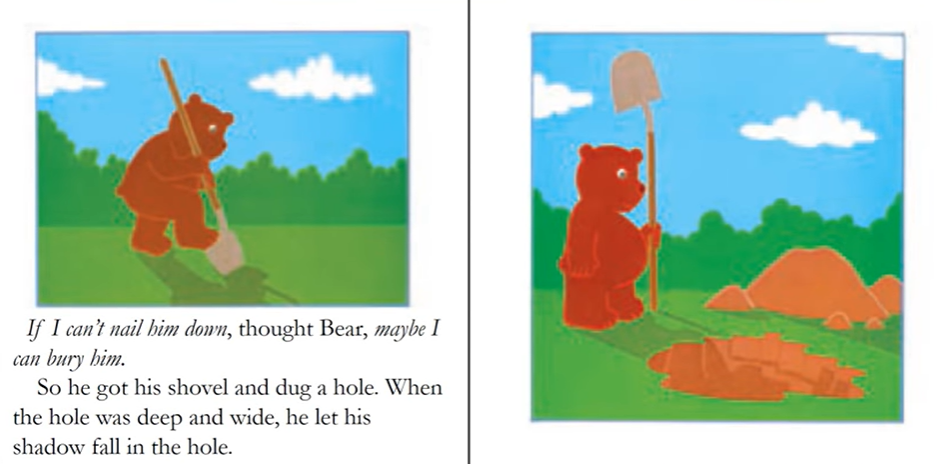 If I can't nail him down, thought Bear, maybe I
can bury him.
So he got his shovel and dug a hole. When
the hole was deep and wide, he let his
shadow fall in the hole.